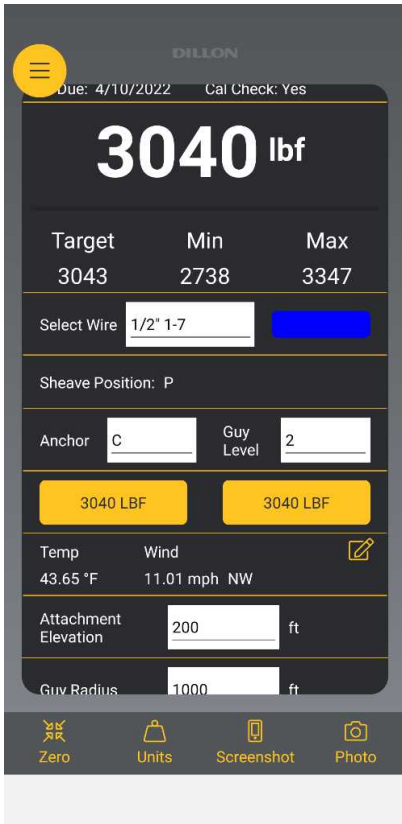 DILLON
Due: 4/10/2022 Cal Check: Yes
3040 lbf
Target Min Max
3043 2738 3347
Select Wire 1/2" 1-7
Sheave Position: P
Anchor C Guy Level 2
3040 LBF 3040 LBF
Temp Wind
43.65 °F 11.01 mph NW
Attachment Elevation 200 ft
Guy Radius 1000 ft
Zero Units Screenshot Photo